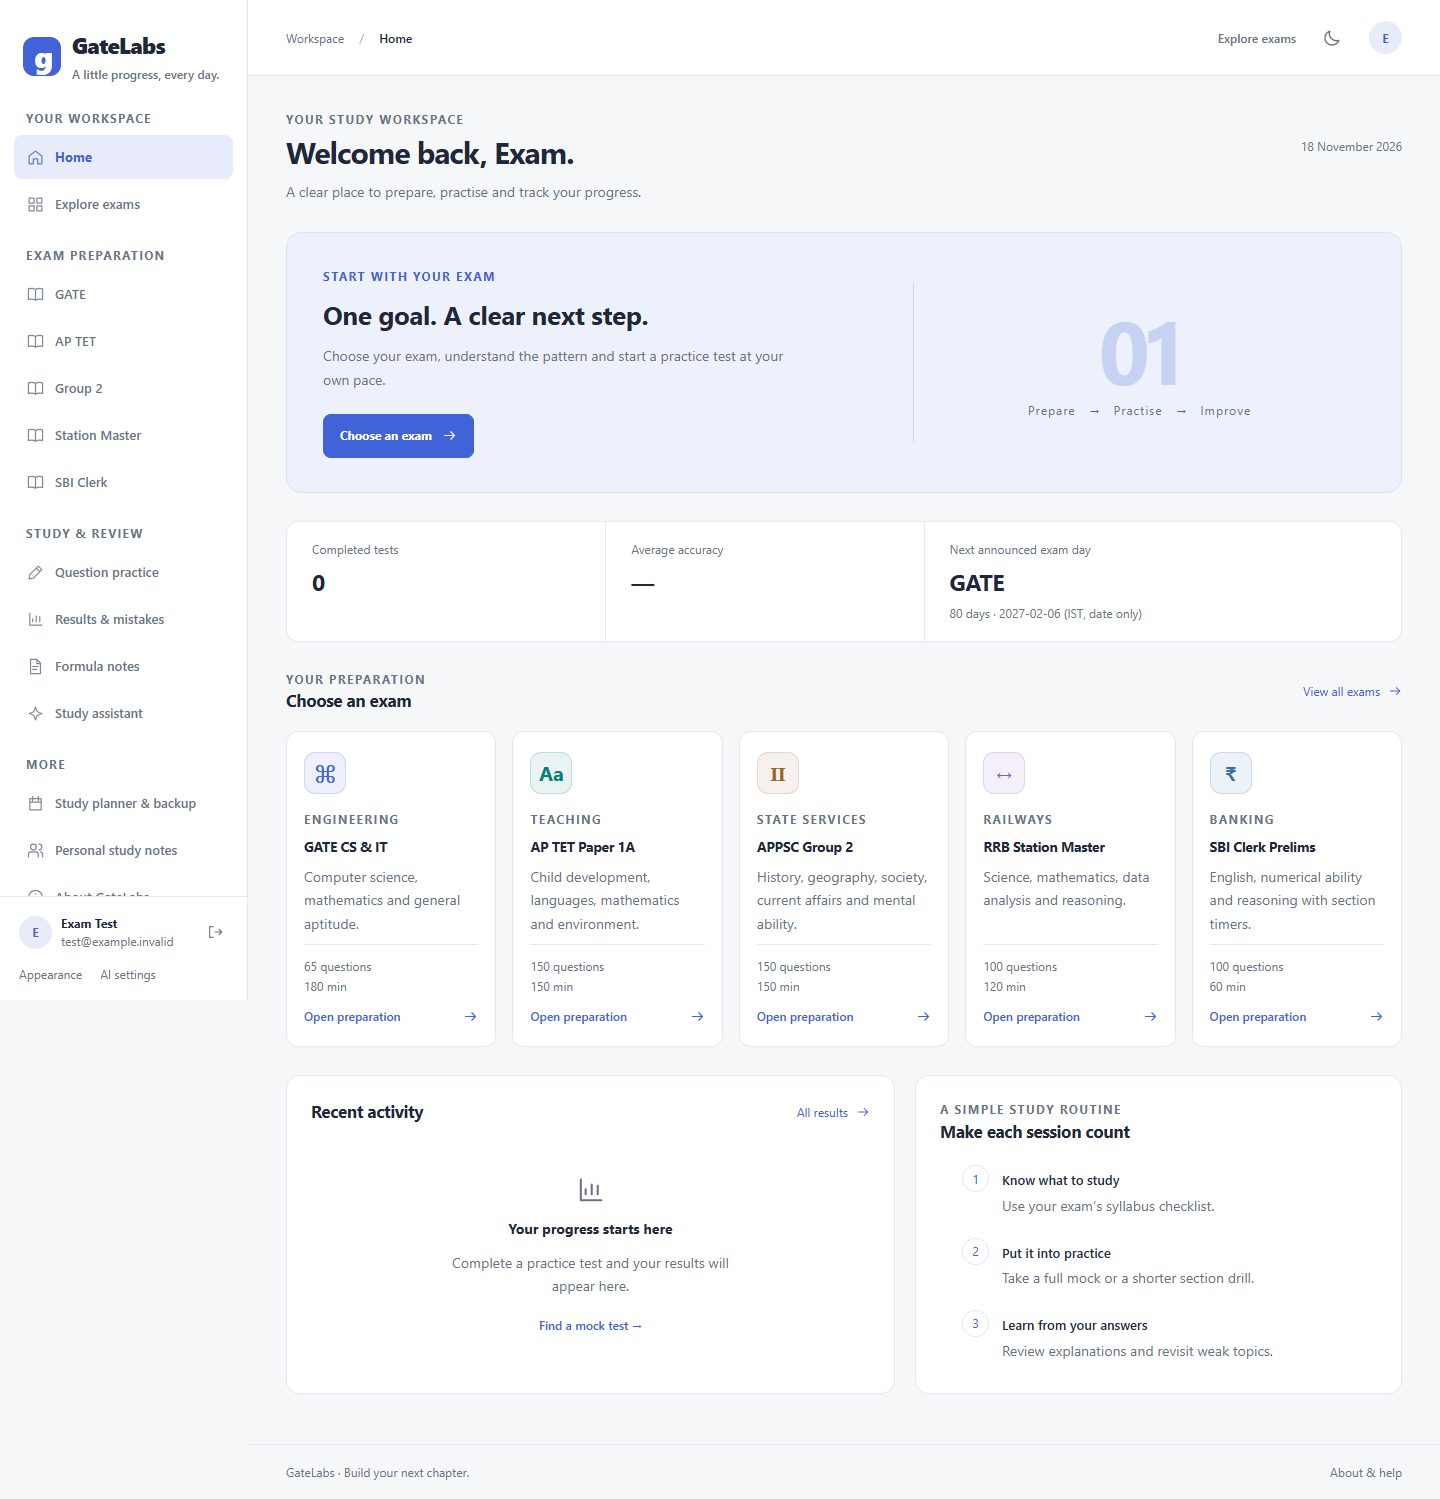 g
GateLabs
A little progress, every day.
YOUR WORKSPACE
Home
Explore exams
EXAM PREPARATION
GATE
AP TET
Group 2
Station Master
SBI Clerk
STUDY & REVIEW
Question practice
Results & mistakes
Formula notes
Study assistant
MORE
Study planner & backup
Personal study notes
About GateLabs
E
Exam Test
test@example.invalid
Appearance AI settings
Workspace / Home
Explore exams
E
YOUR STUDY WORKSPACE
Welcome back, Exam.
18 November 2026
A clear place to prepare, practise and track your progress.
START WITH YOUR EXAM
One goal. A clear next step.
Choose your exam, understand the pattern and start a practice test at your
own pace.
Choose an exam →
01
Prepare → Practise → Improve
Completed tests
0
Average accuracy
—
Next announced exam day
GATE
80 days · 2027-02-06 (IST, date only)
YOUR PREPARATION
Choose an exam
View all exams →
⌘
ENGINEERING
GATE CS & IT
Computer science,
mathematics and general
aptitude.
65 questions
180 min
Open preparation →
Aa
TEACHING
AP TET Paper 1A
Child development,
languages, mathematics
and environment.
150 questions
150 min
Open preparation →
II
STATE SERVICES
APPSC Group 2
History, geography, society,
current affairs and mental
ability.
150 questions
150 min
Open preparation →
↔
RAILWAYS
RRB Station Master
Science, mathematics, data
analysis and reasoning.
100 questions
120 min
Open preparation →
₹
BANKING
SBI Clerk Prelims
English, numerical ability
and reasoning with section
timers.
100 questions
60 min
Open preparation →
Recent activity
All results →
Your progress starts here
Complete a practice test and your results will
appear here.
Find a mock test →
A SIMPLE STUDY ROUTINE
Make each session count
1 Know what to study
Use your exam's syllabus checklist.
2 Put it into practice
Take a full mock or a shorter section drill.
3 Learn from your answers
Review explanations and revisit weak topics.
GateLabs · Build your next chapter.
About & help